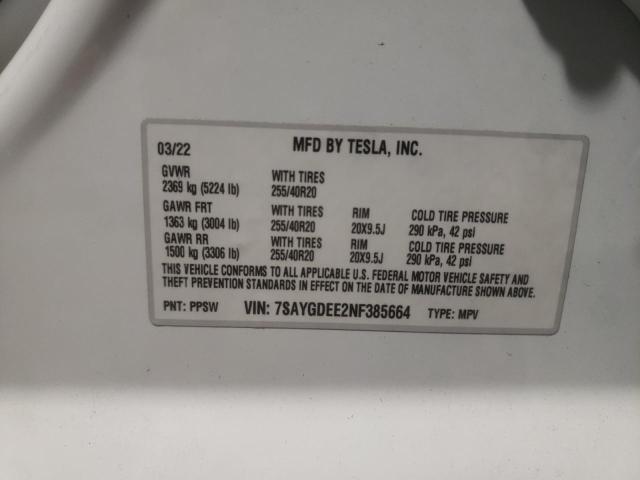 03/22 MFD BY TESLA, INC.
GVWR WITH TIRES
2369 kg (5224 lb) 255/40R20
GAWR FRT WITH TIRES RIM COLD TIRE PRESSURE
1363 kg (3004 lb) 255/40R20 20X9.5J 290 kPa, 42 psi
GAWR RR WITH TIRES RIM COLD TIRE PRESSURE
1500 kg (3306 lb) 255/40R20 20X9.5J 290 kPa, 42 psi
THIS VEHICLE CONFORMS TO ALL APPLICABLE U.S. FEDERAL MOTOR VEHICLE SAFETY AND
THEFT PREVENTION STANDARDS IN EFFECT ON THE DATE OF MANUFACTURE SHOWN ABOVE.
PNT: PPSW VIN: 7SAYGDEE2NF385664 TYPE: MPV